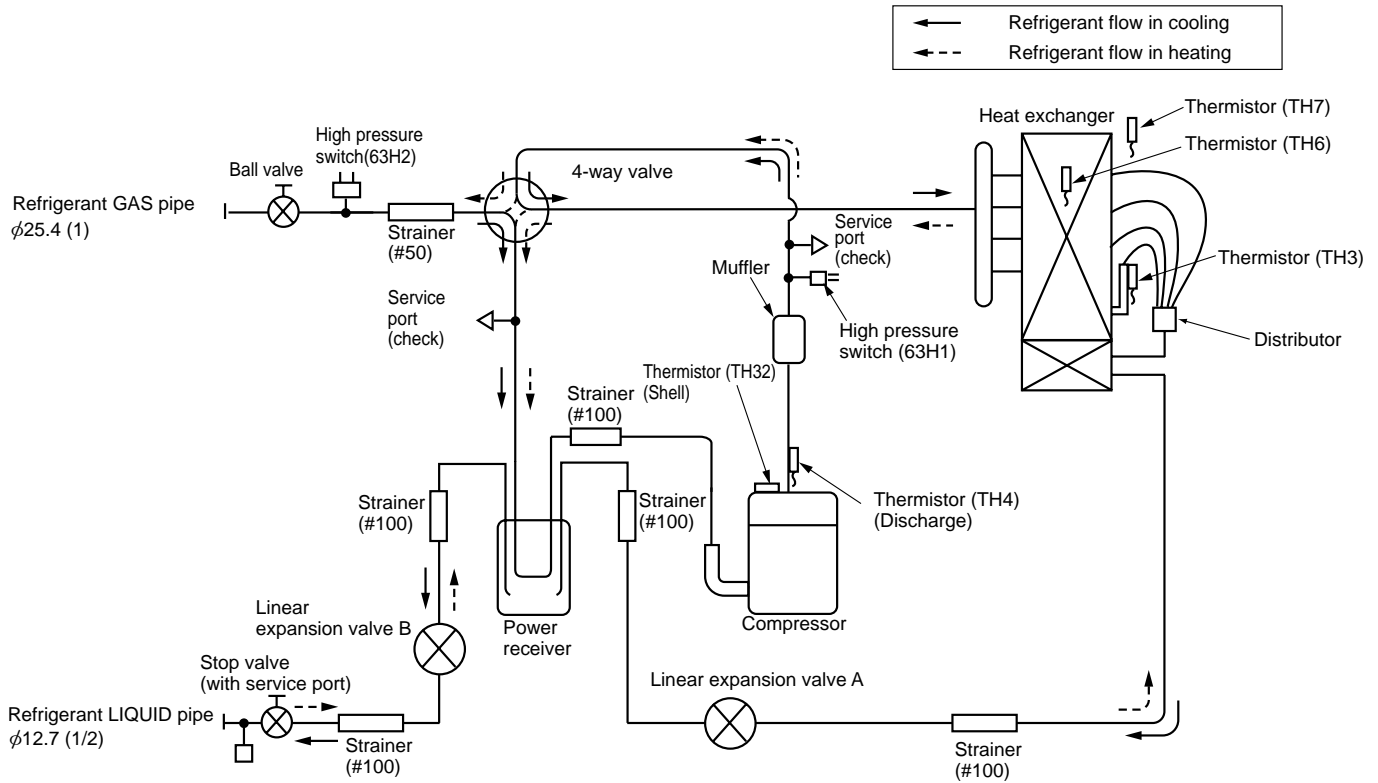 Refrigerant flow in cooling
Refrigerant flow in heating
Heat exchanger
Thermistor (TH7)
Thermistor (TH6)
High pressure
switch(63H2)
Ball valve
4-way valve
Refrigerant GAS pipe
ϕ25.4 (1)
Strainer
(#50)
Service
port
(check)
Muffler
Thermistor (TH3)
Service
port
(check)
High pressure
switch (63H1)
Distributor
Thermistor (TH32)
(Shell)
Strainer
(#100)
Strainer
(#100)
Strainer
(#100)
Thermistor (TH4)
(Discharge)
Linear
expansion valve B
Power
receiver
Compressor
Stop valve
(with service port)
Linear expansion valve A
Refrigerant LIQUID pipe
ϕ12.7 (1/2)
Strainer
(#100)
Strainer
(#100)